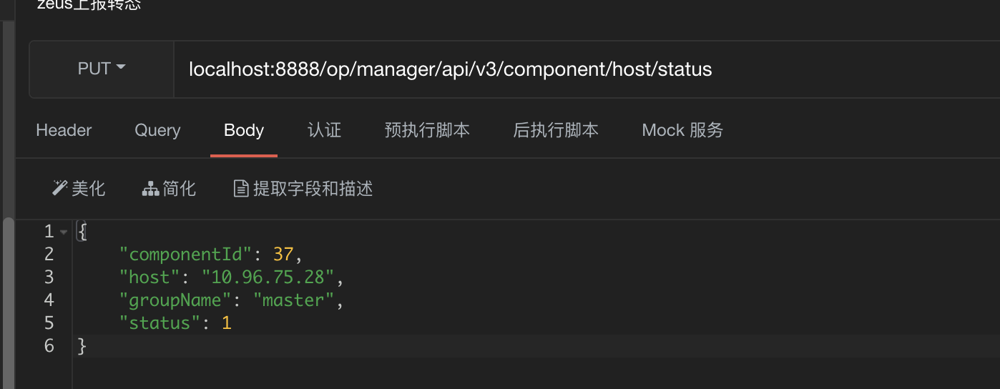 zeus上报转态
PUT
localhost:8888/op/manager/api/v3/component/host/status
Header Query Body 认证 预执行脚本 后执行脚本 Mock 服务
美化 简化 提取字段和描述
1 {
2 "componentId": 37,
3 "host": "10.96.75.28",
4 "groupName": "master",
5 "status": 1
6 }